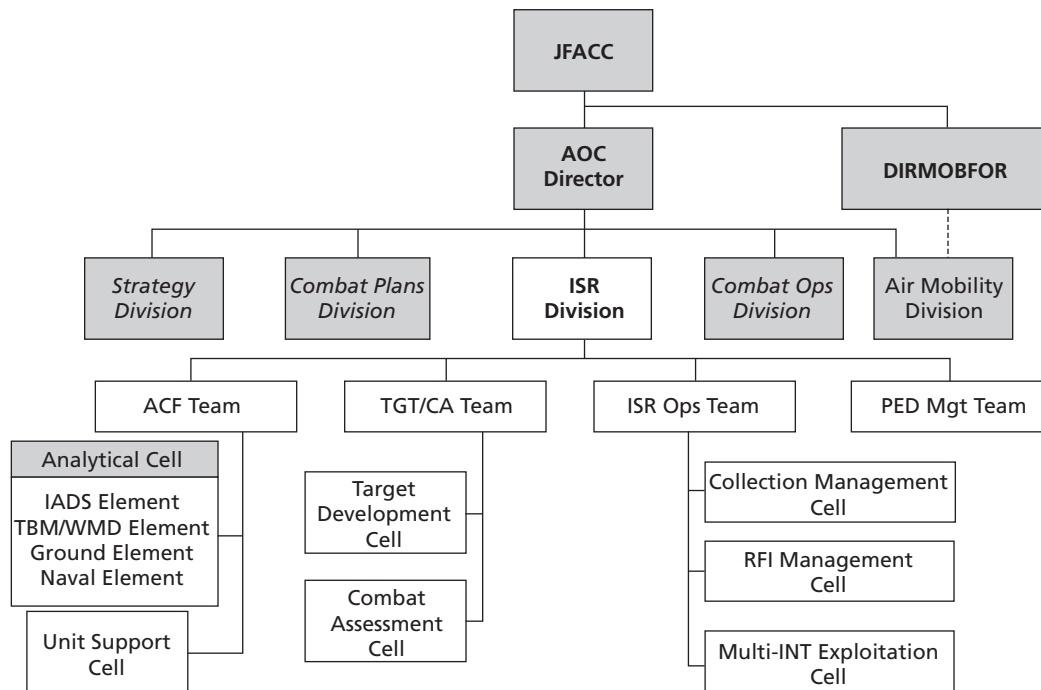 JFACC
AOC
Director
DIRMOBFOR
Strategy
Division
Combat Plans
Division
ISR
Division
Combat Ops
Division
Air Mobility
Division
ACF Team
TGT/CA Team
ISR Ops Team
PED Mgt Team
Analytical Cell
IADS Element
TBM/WMD Element
Ground Element
Naval Element
Unit Support
Cell
Target
Development
Cell
Combat
Assessment
Cell
Collection Management
Cell
RFI Management
Cell
Multi-INT Exploitation
Cell